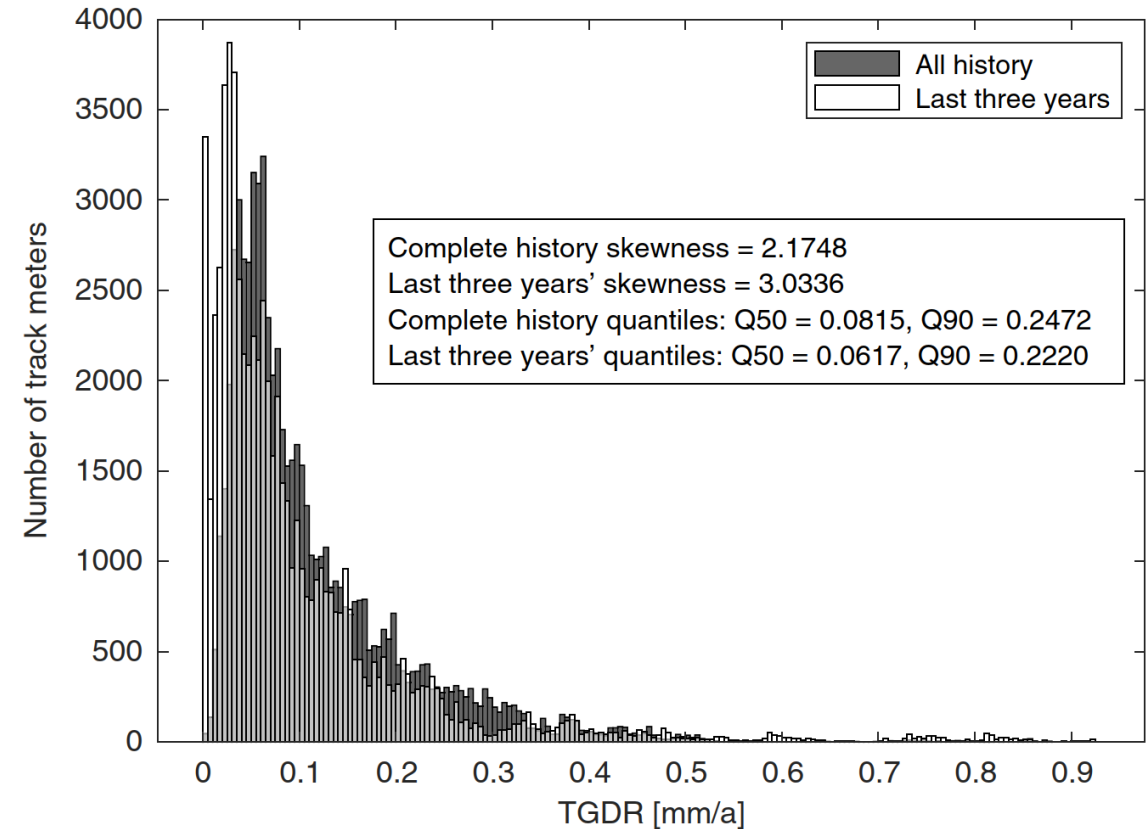 4000
3500
3000
2500
2000
1500
1000
500
0
Number of track meters
All history
Last three years
Complete history skewness = 2.1748
Last three years’ skewness = 3.0336
Complete history quantiles: Q50 = 0.0815, Q90 = 0.2472
Last three years’ quantiles: Q50 = 0.0617, Q90 = 0.2220
0 0.1 0.2 0.3 0.4 0.5 0.6 0.7 0.8 0.9
TGDR [mm/a]